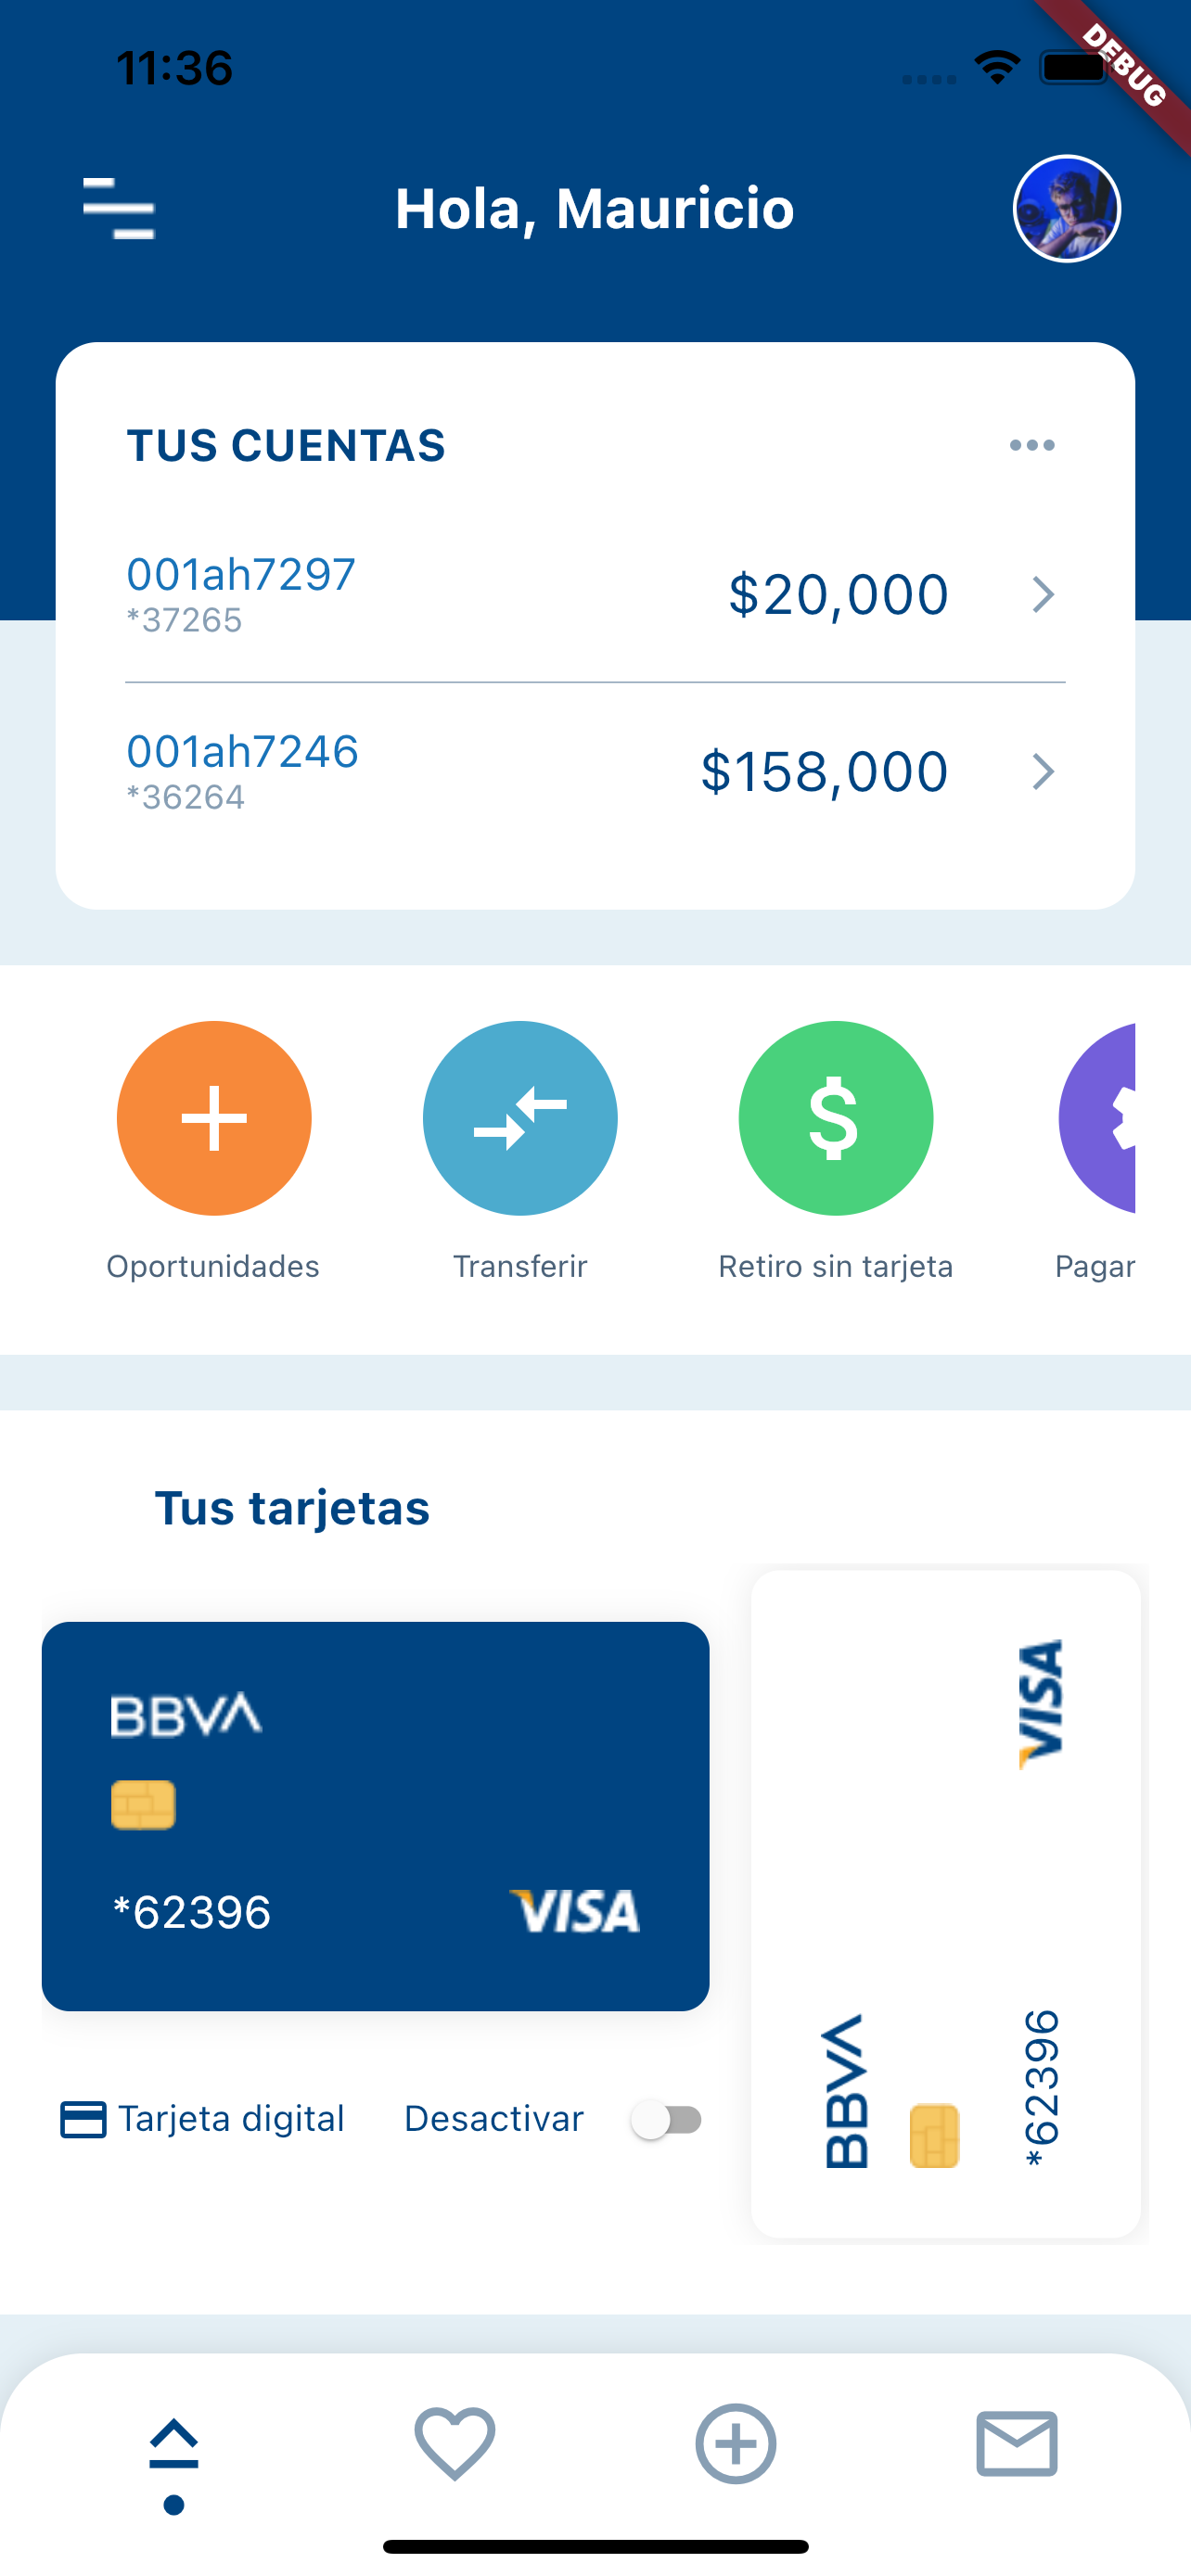 11:36
DEBUG
Hola, Mauricio
TUS CUENTAS
001ah7297
*37265
$20,000
001ah7246
*36264
$158,000
Oportunidades
Transferir
Retiro sin tarjeta
Pagar
Tus tarjetas
BBVA
*62396
VISA
Tarjeta digital
Desactivar
VISA
BBVA
*62396